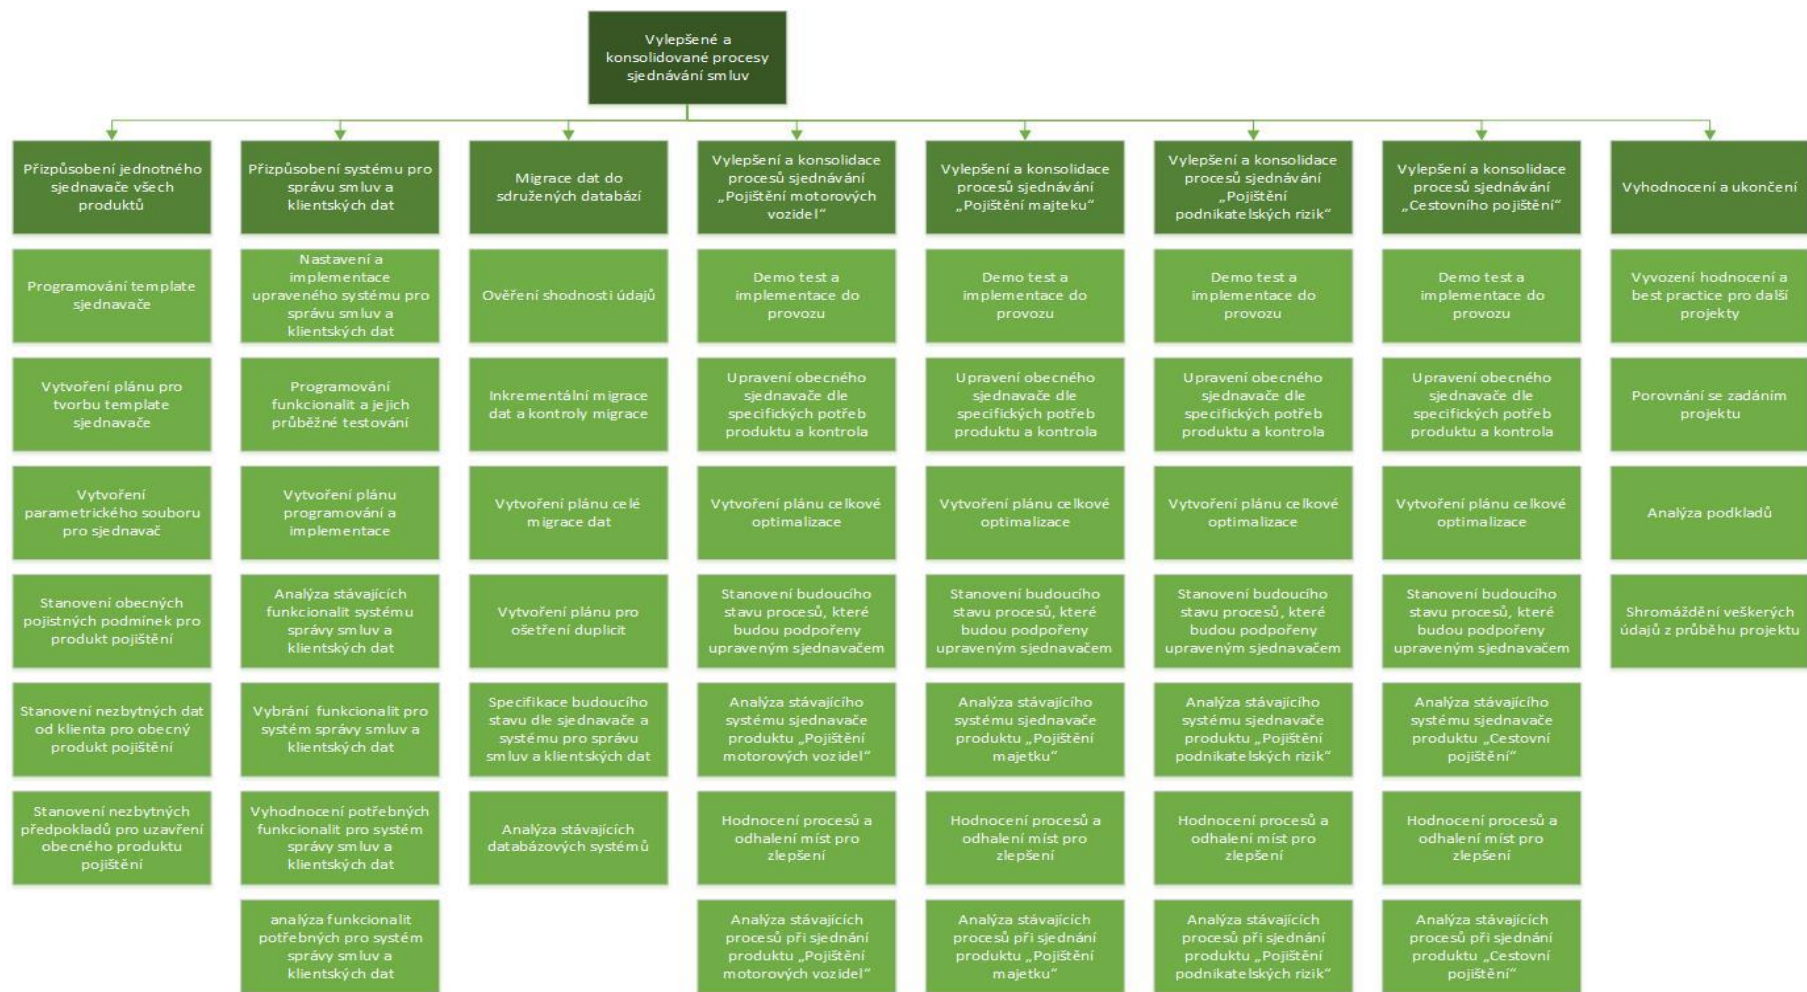 Vylepšené a
konsolidované procesy
sjednávání smluv
Přizpůsobení jednotného
sjednavače všech
produktů
Programování template
sjednavače
Vytvoření plánu pro
tvorbu template
sjednavače
Vytvoření
parametrického souboru
pro sjednavač
Stanovení obecných
pojistných podmínek pro
produkt pojištění
Stanovení nezbytných dat
od klienta pro obecný
produkt pojištění
Stanovení nezbytných
předpokladů pro uzavření
obecného produktu
pojištění
Přizpůsobení systému pro
správu smluv a
klientských dat
Nastavení a
implementace
upraveného systému pro
správu smluv a
klientských dat
Programování
funkcionalit a jejich
průběžné testování
Vytvoření plánu
programování a
implementace
Analýza stávajících
funkcionalit systému
správy smluv a
klientských dat
Vybrání  funkcionalit pro
systém správy smluv a
klientských dat
Vyhodnocení potřebných
funkcionalit pro systém
správy smluv a
klientských dat
analýza funkcionalit
potřebných pro systém
správy smluv a
klientských dat
Migrace dat do
sdružených databází
Ověření shodnosti údajů
Inkrementální migrace
dat a kontroly migrace
Vytvoření plánu celé
migrace dat
Vytvoření plánu pro
ošetření duplicit
Specifikace budoucího
stavu dle sjednavače a
systému pro správu
smluv a klientských dat
Analýza stávajících
databázových systémů
Vylepšení a konsolidace
procesů sjednávání
„Pojištění motorových
vozidel“
Demo test a
implementace do
provozu
Upravení obecného
sjednavače dle
specifických potřeb
produktu a kontrola
Vytvoření plánu celkové
optimalizace
Stanovení budoucího
stavu procesů, které
budou podpořeny
upraveným sjednavačem
Analýza stávajícího
systému sjednavače
produktu „Pojištění
motorových vozidel“
Hodnocení procesů a
odhalení míst pro
zlepšení
Analýza stávajících
procesů při sjednání
produktu „Pojištění
motorových vozidel“
Vylepšení a konsolidace
procesů sjednávání
„Pojištění majteku“
Demo test a
implementace do
provozu
Upravení obecného
sjednavače dle
specifických potřeb
produktu a kontrola
Vytvoření plánu celkové
optimalizace
Stanovení budoucího
stavu procesů, které
budou podpořeny
upraveným sjednavačem
Analýza stávajícího
systému sjednavače
produktu „Pojištění
majetku“
Hodnocení procesů a
odhalení míst pro
zlepšení
Analýza stávajících
procesů při sjednání
produktu „Pojištění
majetku“
Vylepšení a konsolidace
procesů sjednávání
„Pojištění
podnikatelských rizik“
Demo test a
implementace do
provozu
Upravení obecného
sjednavače dle
specifických potřeb
produktu a kontrola
Vytvoření plánu celkové
optimalizace
Stanovení budoucího
stavu procesů, které
budou podpořeny
upraveným sjednavačem
Analýza stávajícího
systému sjednavače
produktu „Pojištění
podnikatelských rizik“
Hodnocení procesů a
odhalení míst pro
zlepšení
Analýza stávajících
procesů při sjednání
produktu „Pojištění
podnikatelských rizik“
Vylepšení a konsolidace
procesů sjednávání
„Cestovního pojištění“
Demo test a
implementace do
provozu
Upravení obecného
sjednavače dle
specifických potřeb
produktu a kontrola
Vytvoření plánu celkové
optimalizace
Stanovení budoucího
stavu procesů, které
budou podpořeny
upraveným sjednavačem
Analýza stávajícího
systému sjednavače
produktu „Cestovní
pojištění“
Hodnocení procesů a
odhalení míst pro
zlepšení
Analýza stávajících
procesů při sjednání
produktu „Cestovní
pojištění“
Vyhodnocení a ukončení
Vyvození hodnocení a
best practice pro další
projekty
Porovnání se zadáním
projektu
Analýza podkladů
Shromáždění veškerých
údajů z průběhu projektu